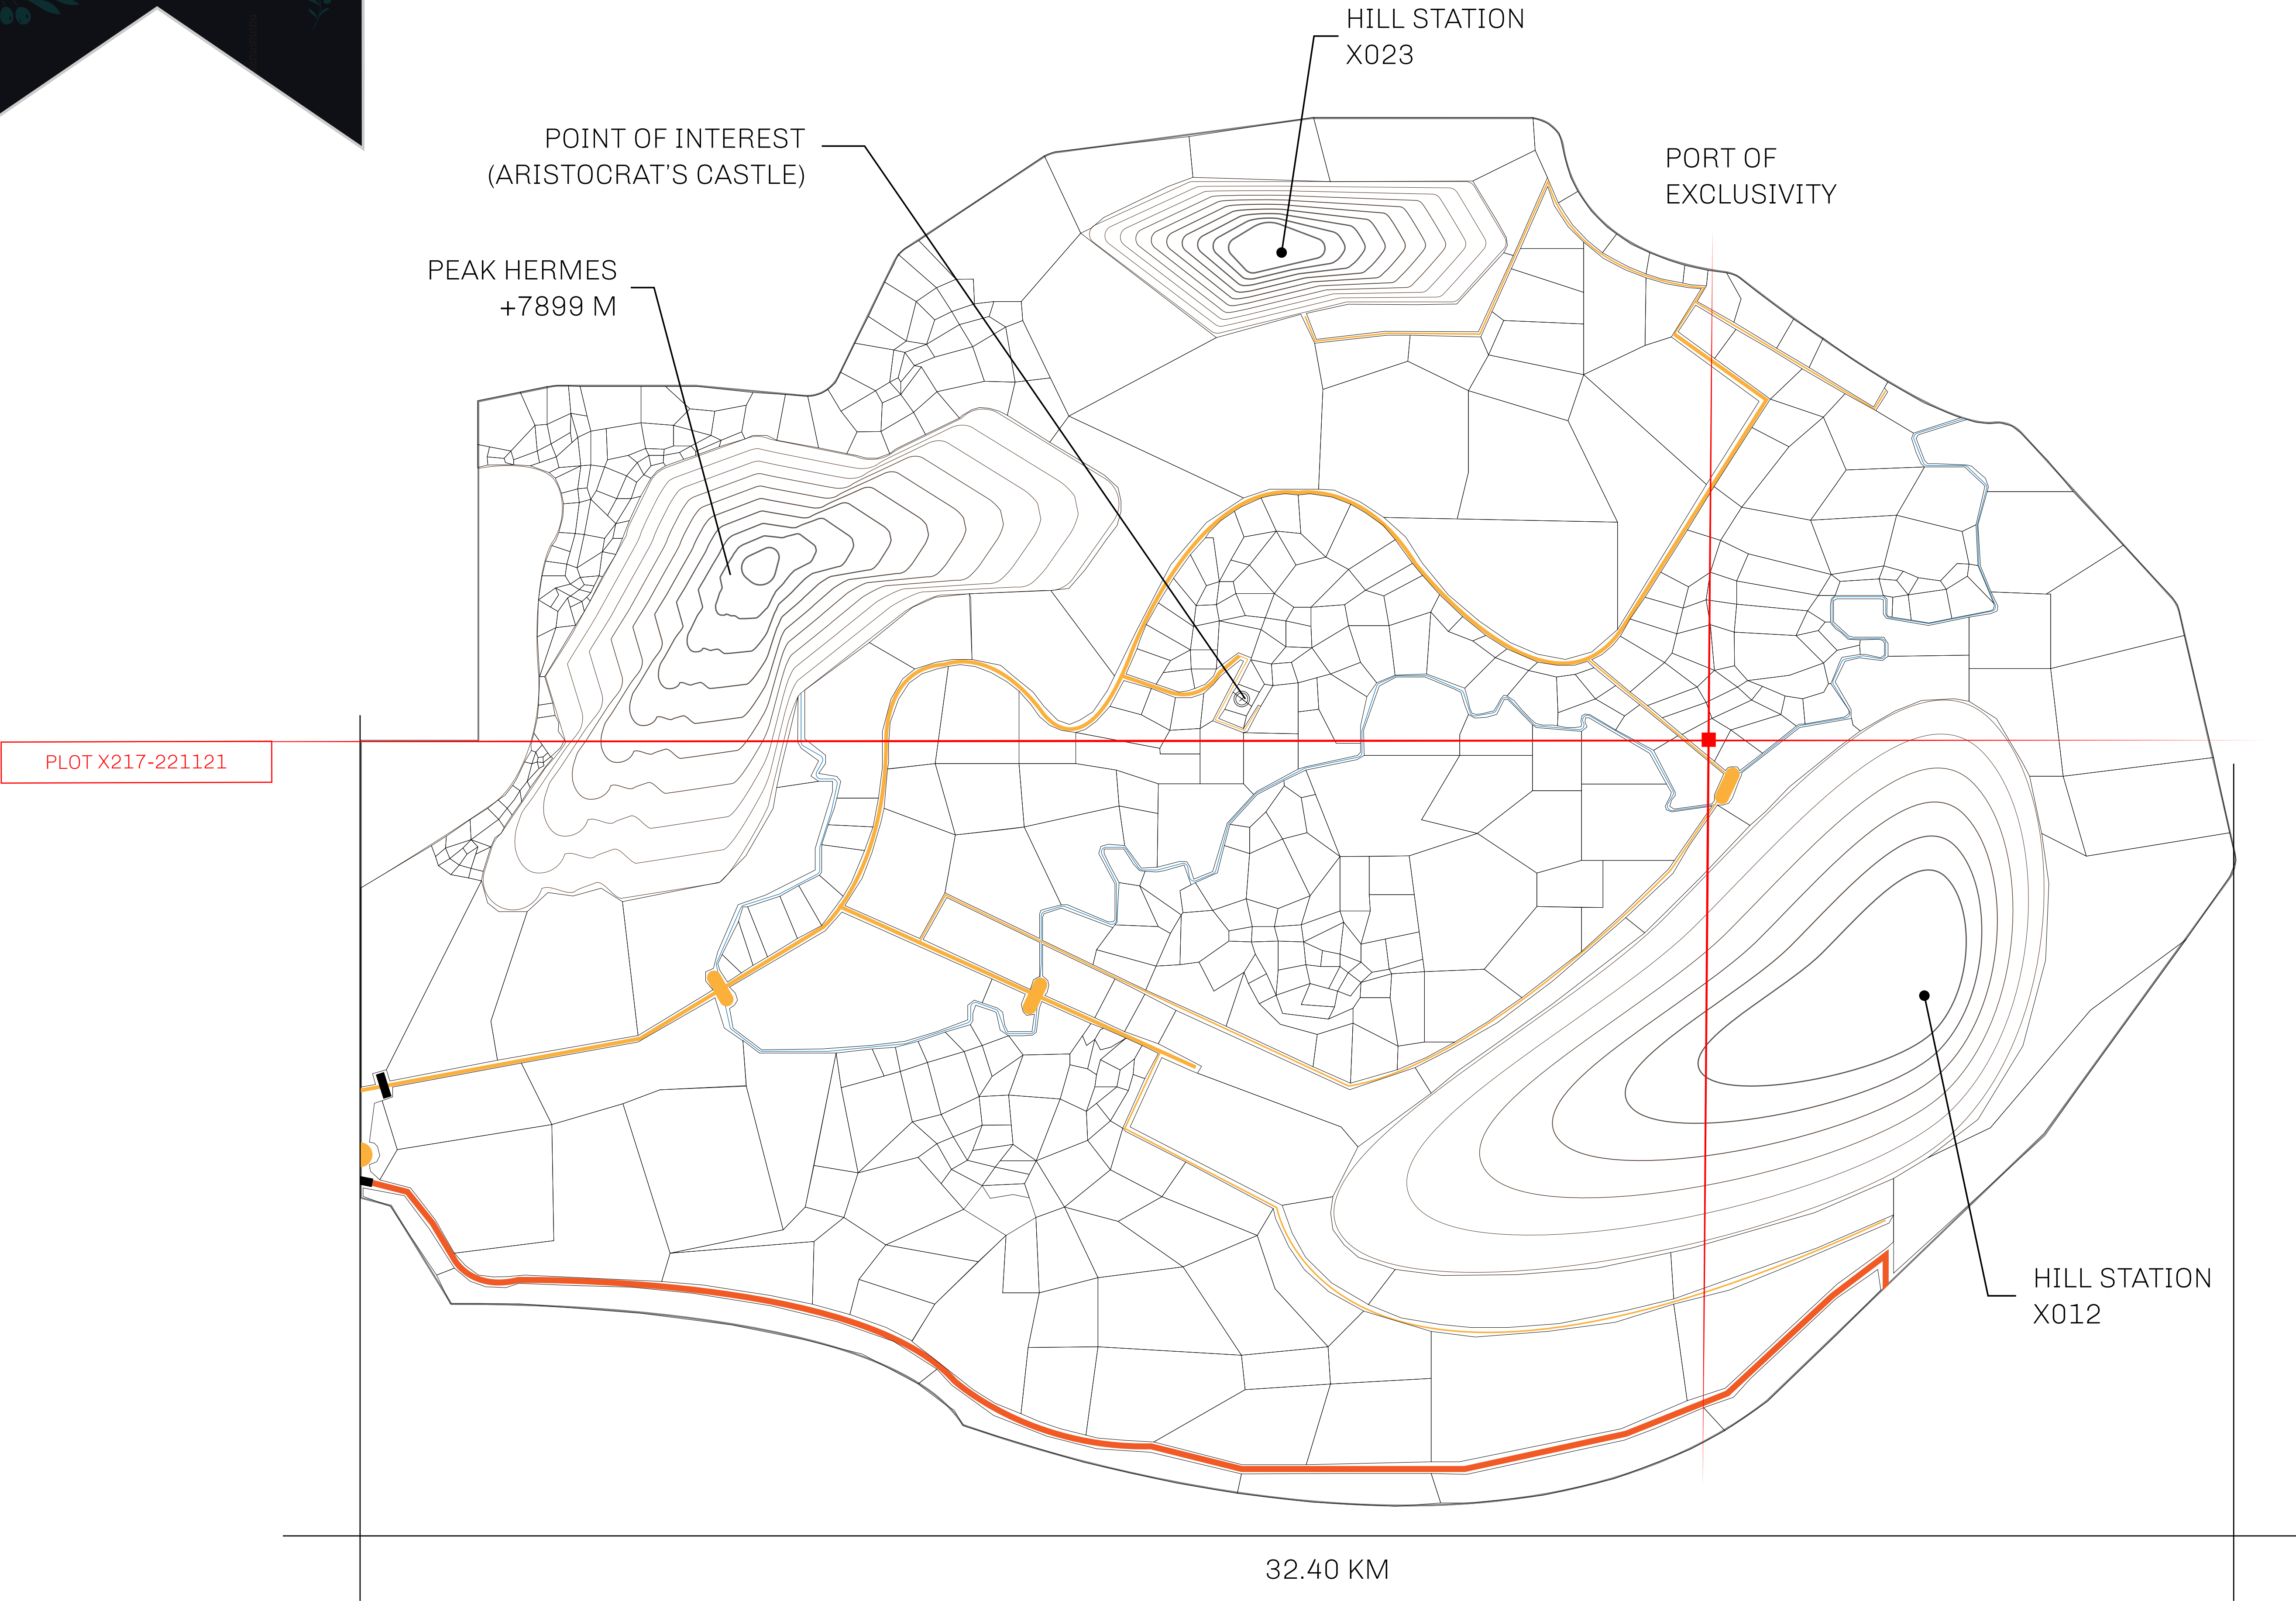 HILL STATION
X023
POINT OF INTEREST
(ARISTOCRAT'S CASTLE)
PORT OF
EXCLUSIVITY
PEAK HERMES
+7899 M
PLOT X217-221121
HILL STATION
X012
32.40 KM